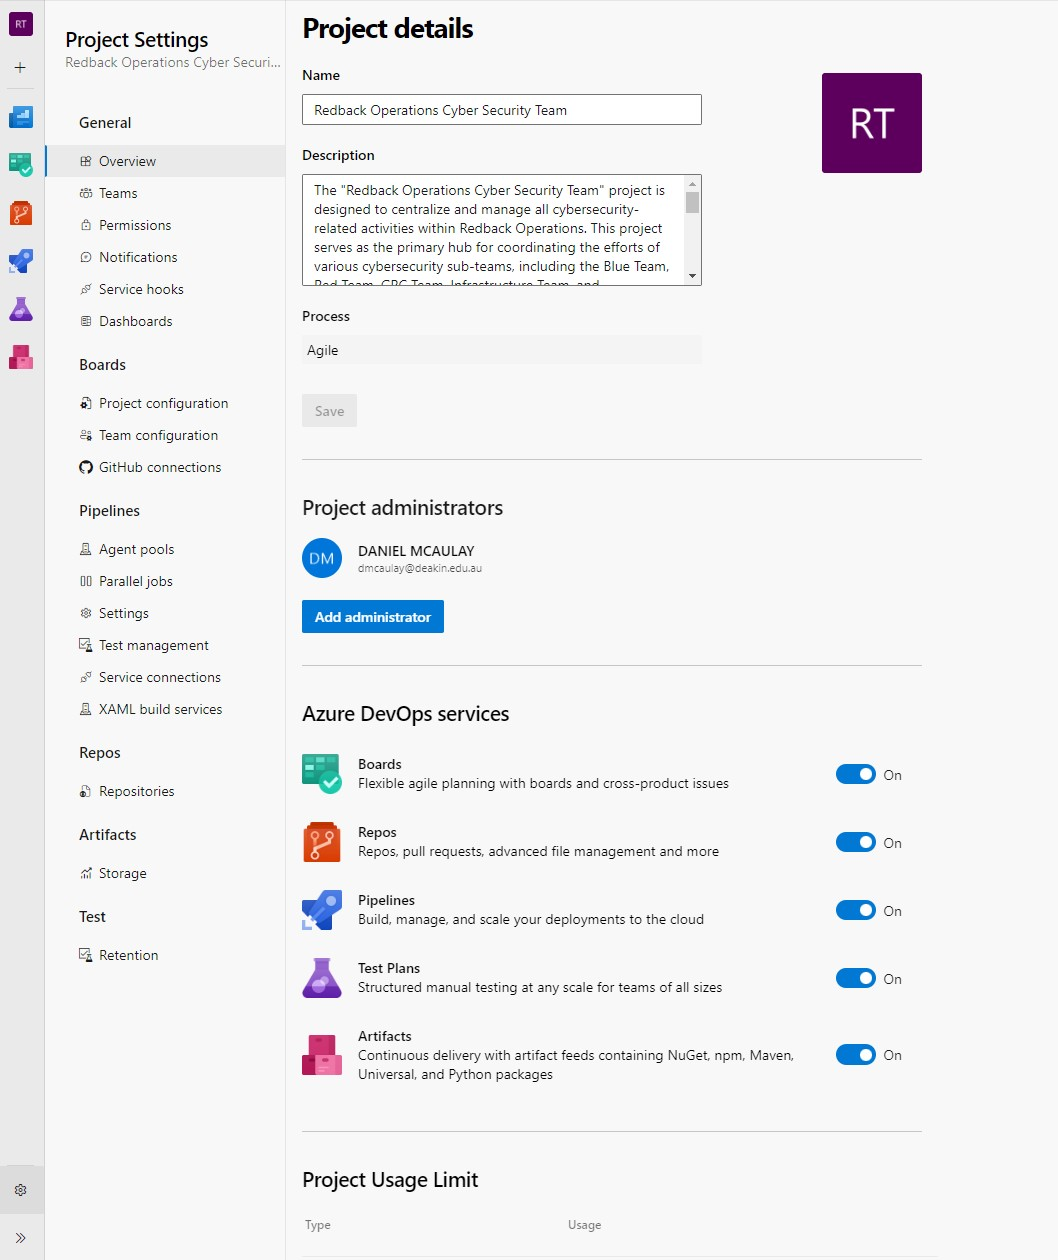 RT
Project Settings
Redback Operations Cyber Securi...
General
Overview
Teams
Permissions
Notifications
Service hooks
Dashboards
Boards
Project configuration
Team configuration
GitHub connections
Pipelines
Agent pools
Parallel jobs
Settings
Test management
Service connections
XAML build services
Repos
Repositories
Artifacts
Storage
Test
Retention
Project details
Name
Redback Operations Cyber Security Team
RT
Description
The "Redback Operations Cyber Security Team" project is
designed to centralize and manage all cybersecurity-
related activities within Redback Operations. This project
serves as the primary hub for coordinating the efforts of
various cybersecurity sub-teams, including the Blue Team,
Red Team, GRC Team, Infrastructure Team, and
Process
Agile
Save
Project administrators
DM
DANIEL MCAULAY
dmcaulay@deakin.edu.au
Add administrator
Azure DevOps services
Boards
Flexible agile planning with boards and cross-product issues
On
Repos
Repos, pull requests, advanced file management and more
On
Pipelines
Build, manage, and scale your deployments to the cloud
On
Test Plans
Structured manual testing at any scale for teams of all sizes
On
Artifacts
Continuous delivery with artifact feeds containing NuGet, npm, Maven,
Universal, and Python packages
On
Project Usage Limit
Type Usage